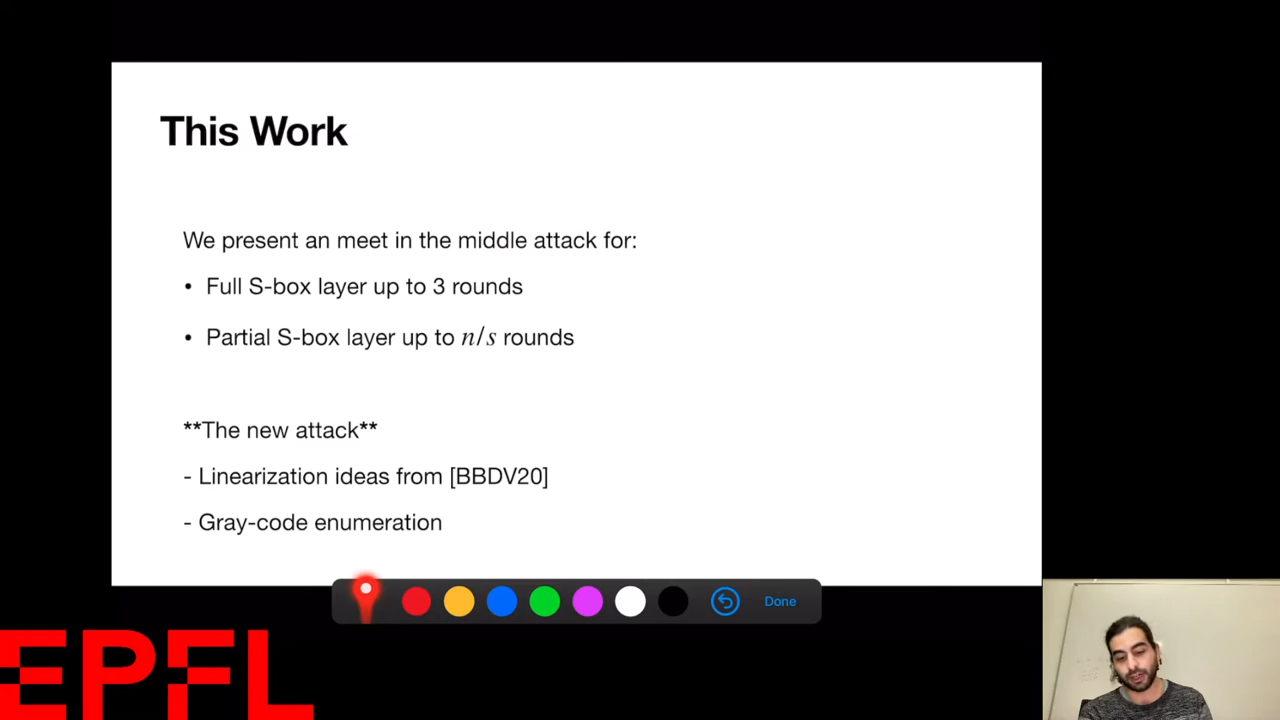 This Work
We present an meet in the middle attack for:
• Full S-box layer up to 3 rounds
• Partial S-box layer up to n/s rounds
**The new attack**
- Linearization ideas from [BBDV20]
- Gray-code enumeration
Done
EPFL